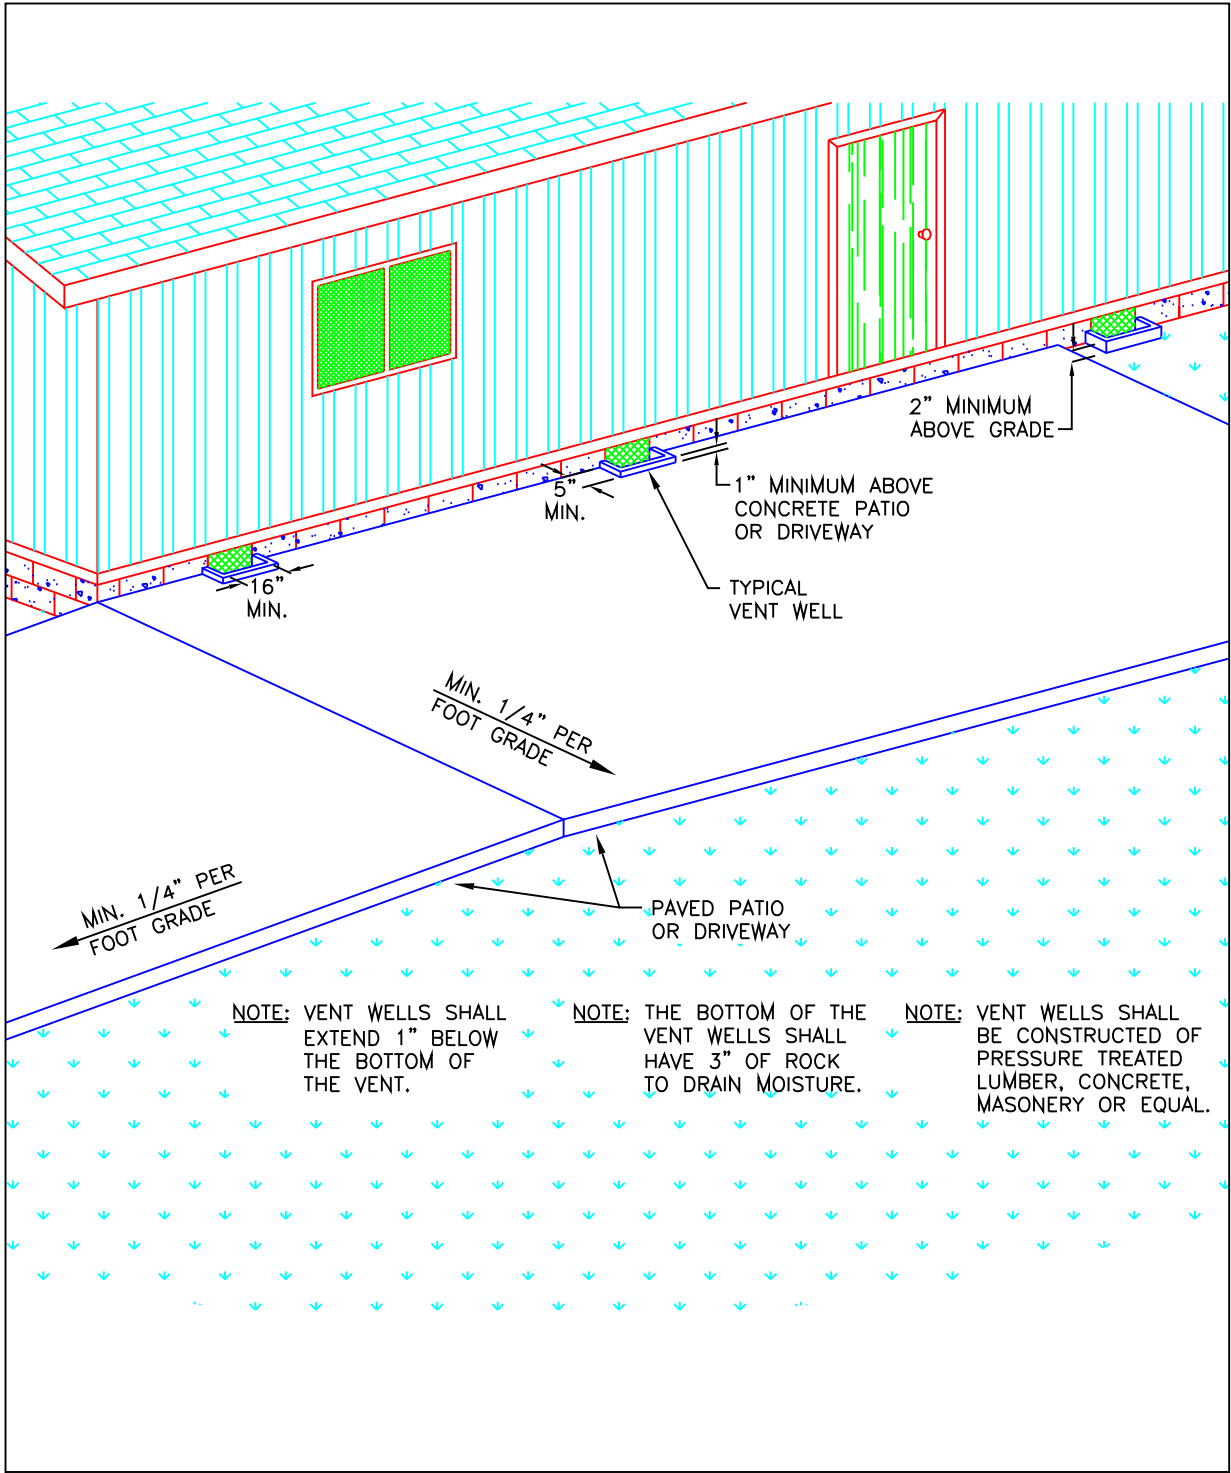 2” MINIMUM
ABOVE GRADE
5”
MIN.
1” MINIMUM ABOVE
CONCRETE PATIO
OR DRIVEWAY
16”
MIN.
TYPICAL
VENT WELL
MIN. 1/4” PER
FOOT GRADE
MIN. 1/4” PER
FOOT GRADE
PAVED PATIO
OR DRIVEWAY
NOTE: VENT WELLS SHALL
EXTEND 1” BELOW
THE BOTTOM OF
THE VENT.
NOTE: THE BOTTOM OF THE
VENT WELLS SHALL
HAVE 3” OF ROCK
TO DRAIN MOISTURE.
NOTE: VENT WELLS SHALL
BE CONSTRUCTED OF
PRESSURE TREATED
LUMBER, CONCRETE,
MASONERY OR EQUAL.